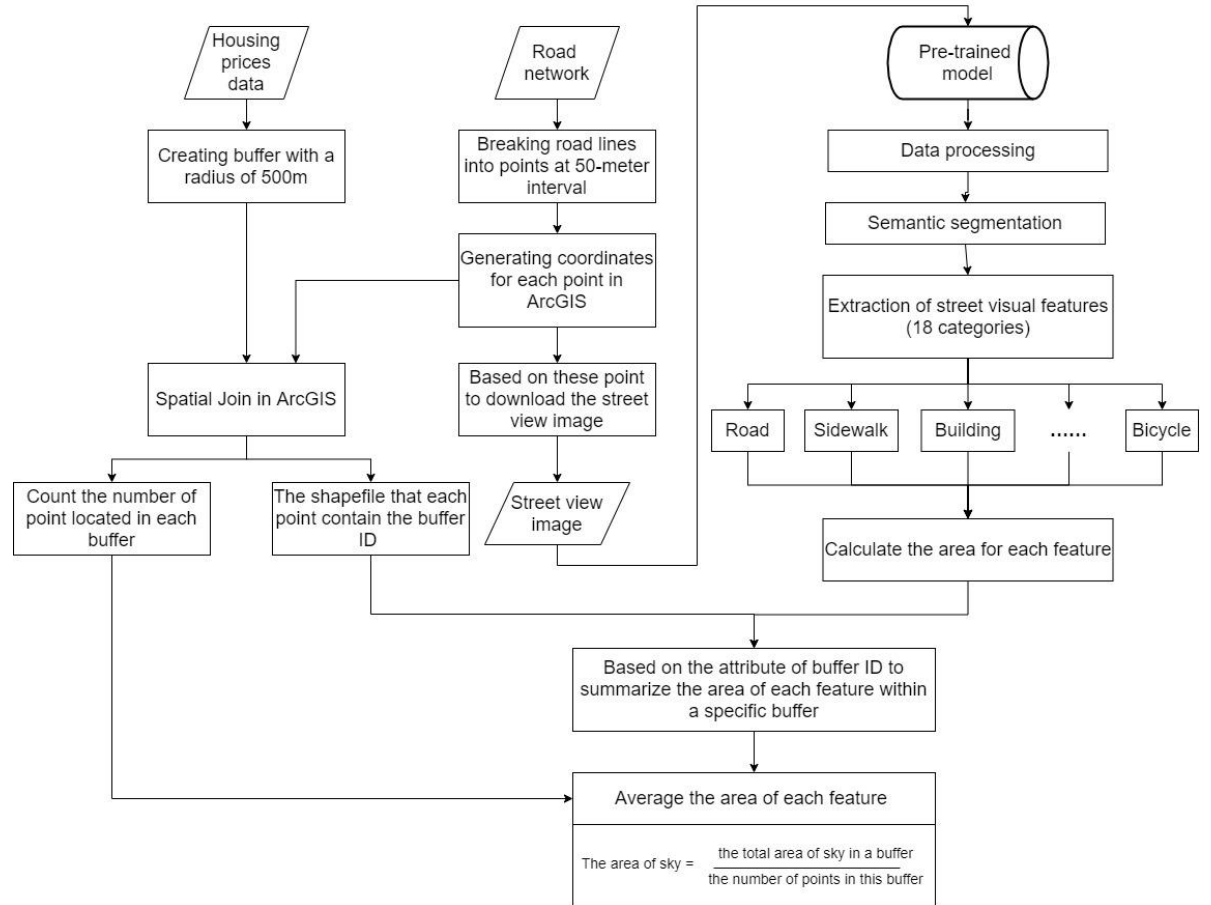 Housing
prices
data
Road
network
Pre-trained
model
Creating buffer with a
radius of 500m
Breaking road lines
into points at 50-meter
interval
Data processing
Semantic segmentation
Generating coordinates
for each point in
ArcGIS
Extraction of street visual features
(18 categories)
Spatial Join in ArcGIS
Based on these point
to download the street
view image
Road
Sidewalk
Building
......
Bicycle
Count the number of
point located in each
buffer
The shapefile that each
point contain the buffer
ID
Street view
image
Calculate the area for each feature
Based on the attribute of buffer ID to
summarize the area of each feature within
a specific buffer
Average the area of each feature
The area of sky =
the total area of sky in a buffer
the number of points in this buffer